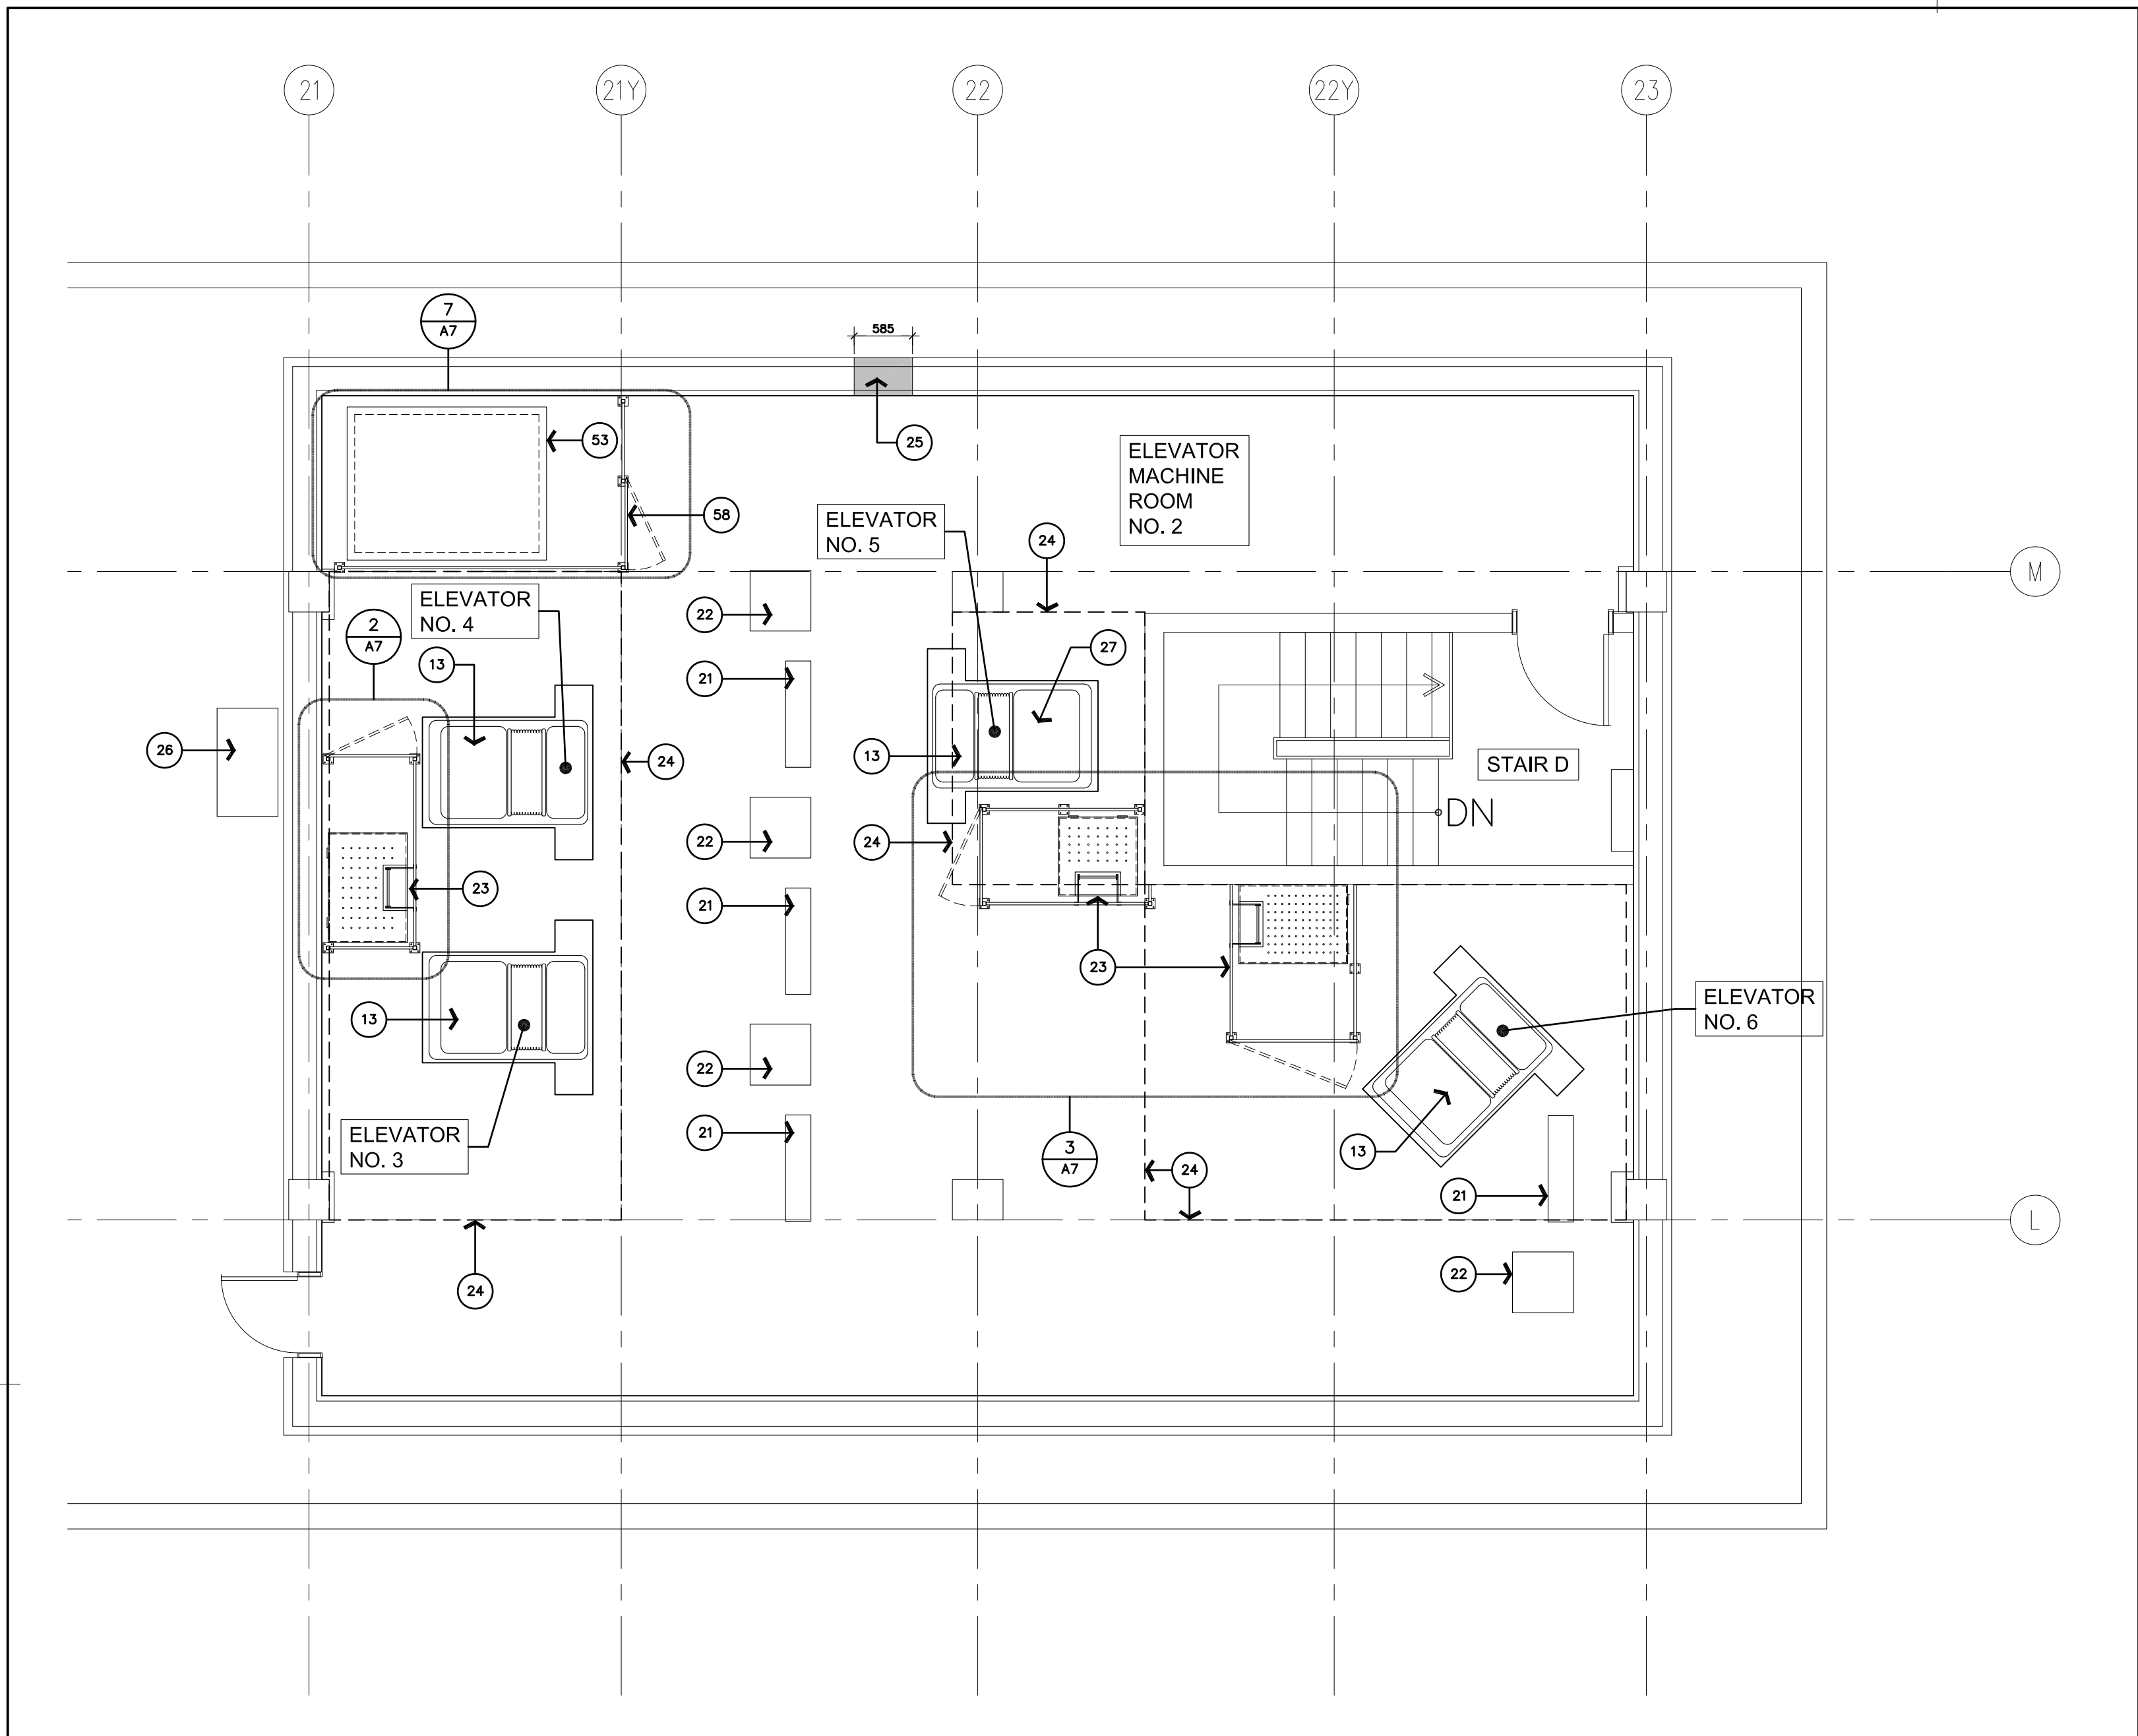 21
21Y
22
22Y
23
7
A7
585
53
25
ELEVATOR
MACHINE
ROOM
NO. 2
58
ELEVATOR
NO. 5
24
M
ELEVATOR
NO. 4
22
2
A7
13
27
21
26
24
13
STAIR D
DN
22
24
23
21
23
ELEVATOR
NO. 6
13
22
ELEVATOR
NO. 3
21
3
A7
13
24
21
L
24
22